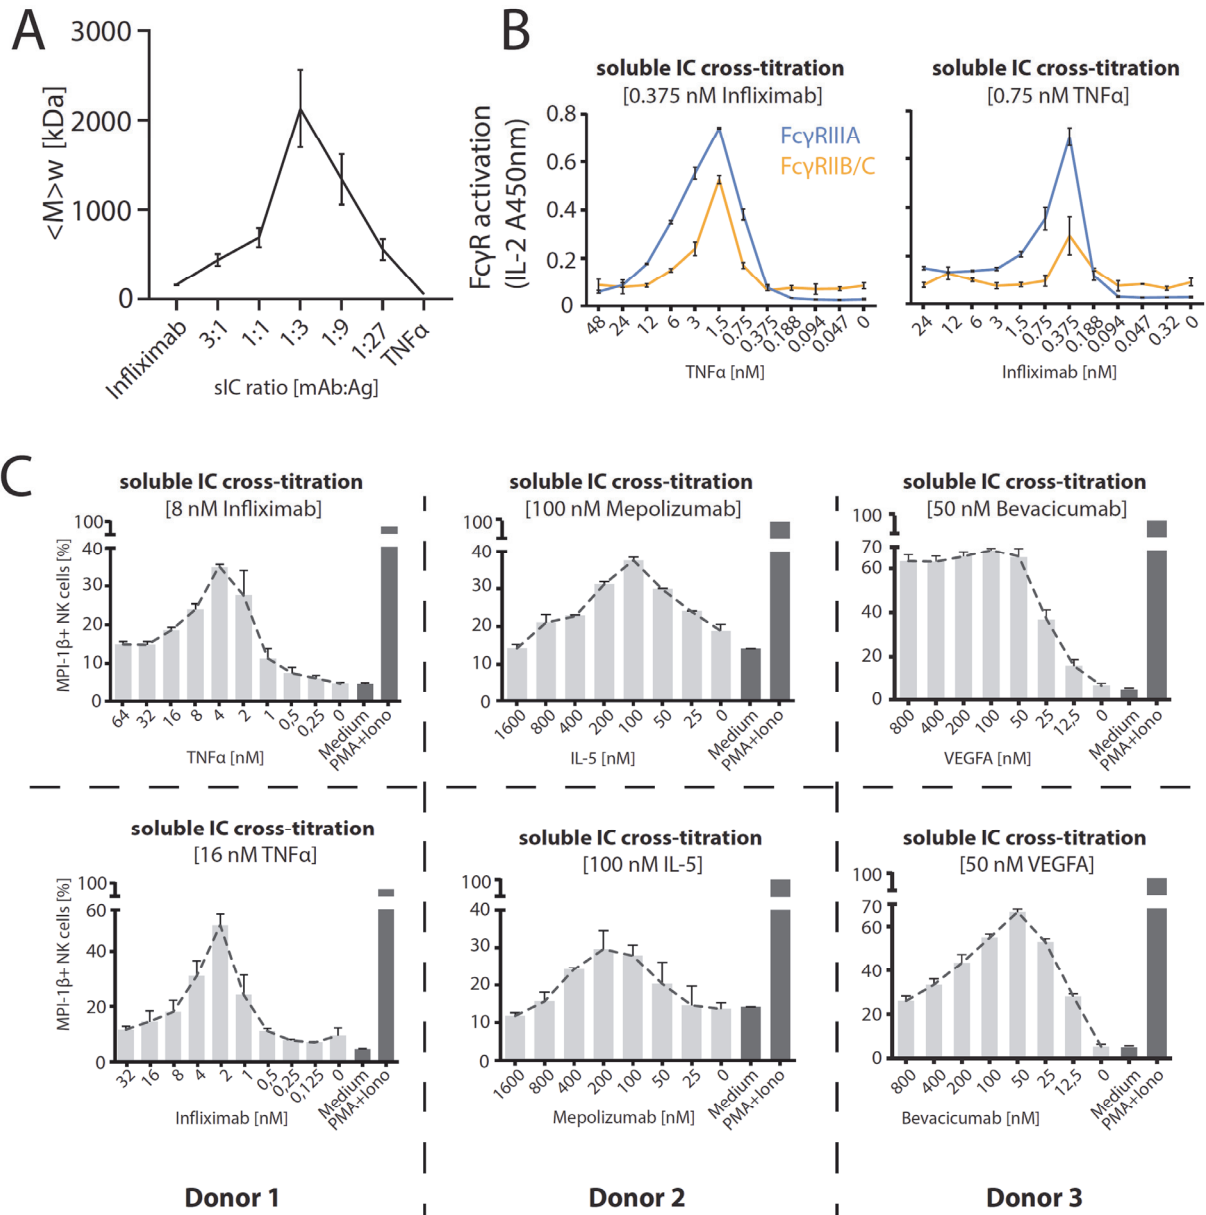 A
3000
2000
1000
0
<M>w [kDa]
Infliximab
3:1
1:1
1:3
1:9
1:27
TNFα
sIC ratio [mAb:Ag]
B
soluble IC cross-titration
[0.375 nM Infliximab]
FcγR activation
(IL-2 A450nm)
0.8
0.6
0.4
0.2
0
FcγRIIIA
FcγRIIB/C
48
24
12
6
3
1.5
0.75
0.375
0.188
0.094
0.047
0
TNFα [nM]
soluble IC cross-titration
[0.75 nM TNFα]
24
12
6
3
1.5
0.75
0.375
0.188
0.094
0.047
0.32
0
Infliximab [nM]
C
soluble IC cross-titration
[8 nM Infliximab]
MPI-1β+ NK cells [%]
100
40
30
20
10
0
64
32
16
8
4
2
1
0,5
0,25
0
Medium
PMA+Iono
TNFα [nM]
soluble IC cross-titration
[100 nM Mepolizumab]
100
40
30
20
10
0
1600
800
400
200
100
50
25
0
Medium
PMA+Iono
IL-5 [nM]
soluble IC cross-titration
[50 nM Bevacicumab]
100
70
60
40
20
0
800
400
200
100
50
25
12,5
0
Medium
PMA+Iono
VEGFA [nM]
soluble IC cross-titration
[16 nM TNFα]
MPI-1β+ NK cells [%]
100
60
40
20
0
32
16
8
4
2
1
0,5
0,25
0,125
0
Medium
PMA+Iono
Infliximab [nM]
soluble IC cross-titration
[100 nM IL-5]
100
40
30
20
10
0
1600
800
400
200
100
50
25
0
Medium
PMA+Iono
Mepolizumab [nM]
soluble IC cross-titration
[50 nM VEGFA]
100
70
60
40
20
0
800
400
200
100
50
25
12,5
0
Medium
PMA+Iono
Bevacicumab [nM]
Donor 1
Donor 2
Donor 3